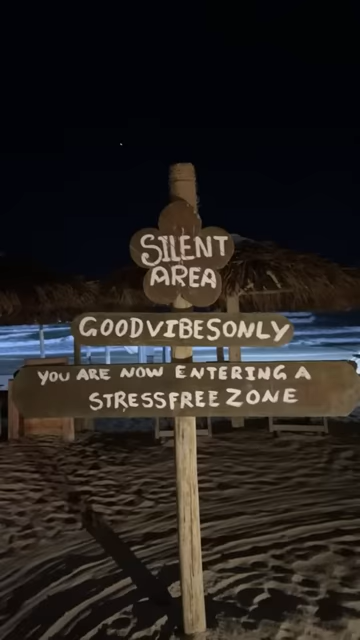 SILENT
AREA
GOODVIBESONLY
YOU ARE NOW ENTERING A
STRESSFREE ZONE